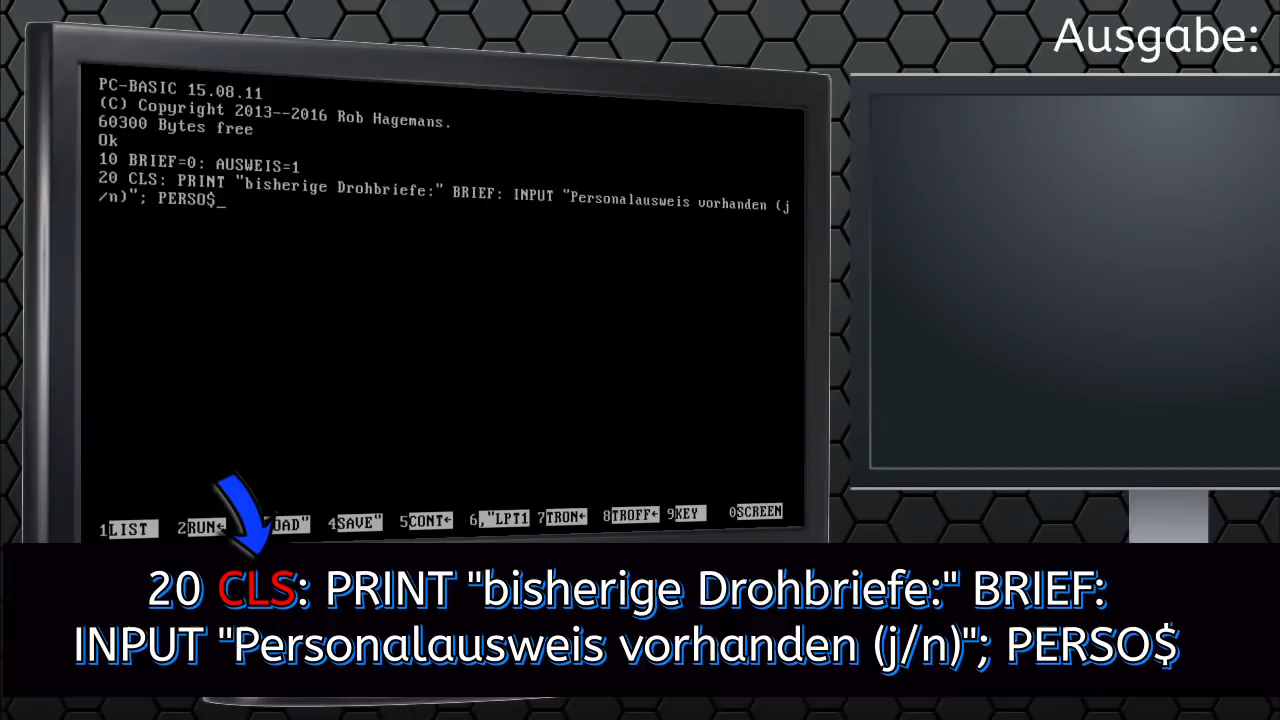 Ausgabe:
PC-BASIC 15.08.11
(C) Copyright 2013--2016 Rob Hagemans.
60300 Bytes free
Ok
10 BRIEF=0: AUSWEIS=1
20 CLS: PRINT "bisherige Drohbriefe:" BRIEF: INPUT "Personalausweis vorhanden (j
/n)"; PERSO$_
1LIST 2RUN← OAD" 4SAVE" 5CONT← 6,"LPT1 7TRON← 8TROFF← 9KEY 0SCREEN
20 CLS: PRINT "bisherige Drohbriefe:" BRIEF:
INPUT "Personalausweis vorhanden (j/n)"; PERSO$